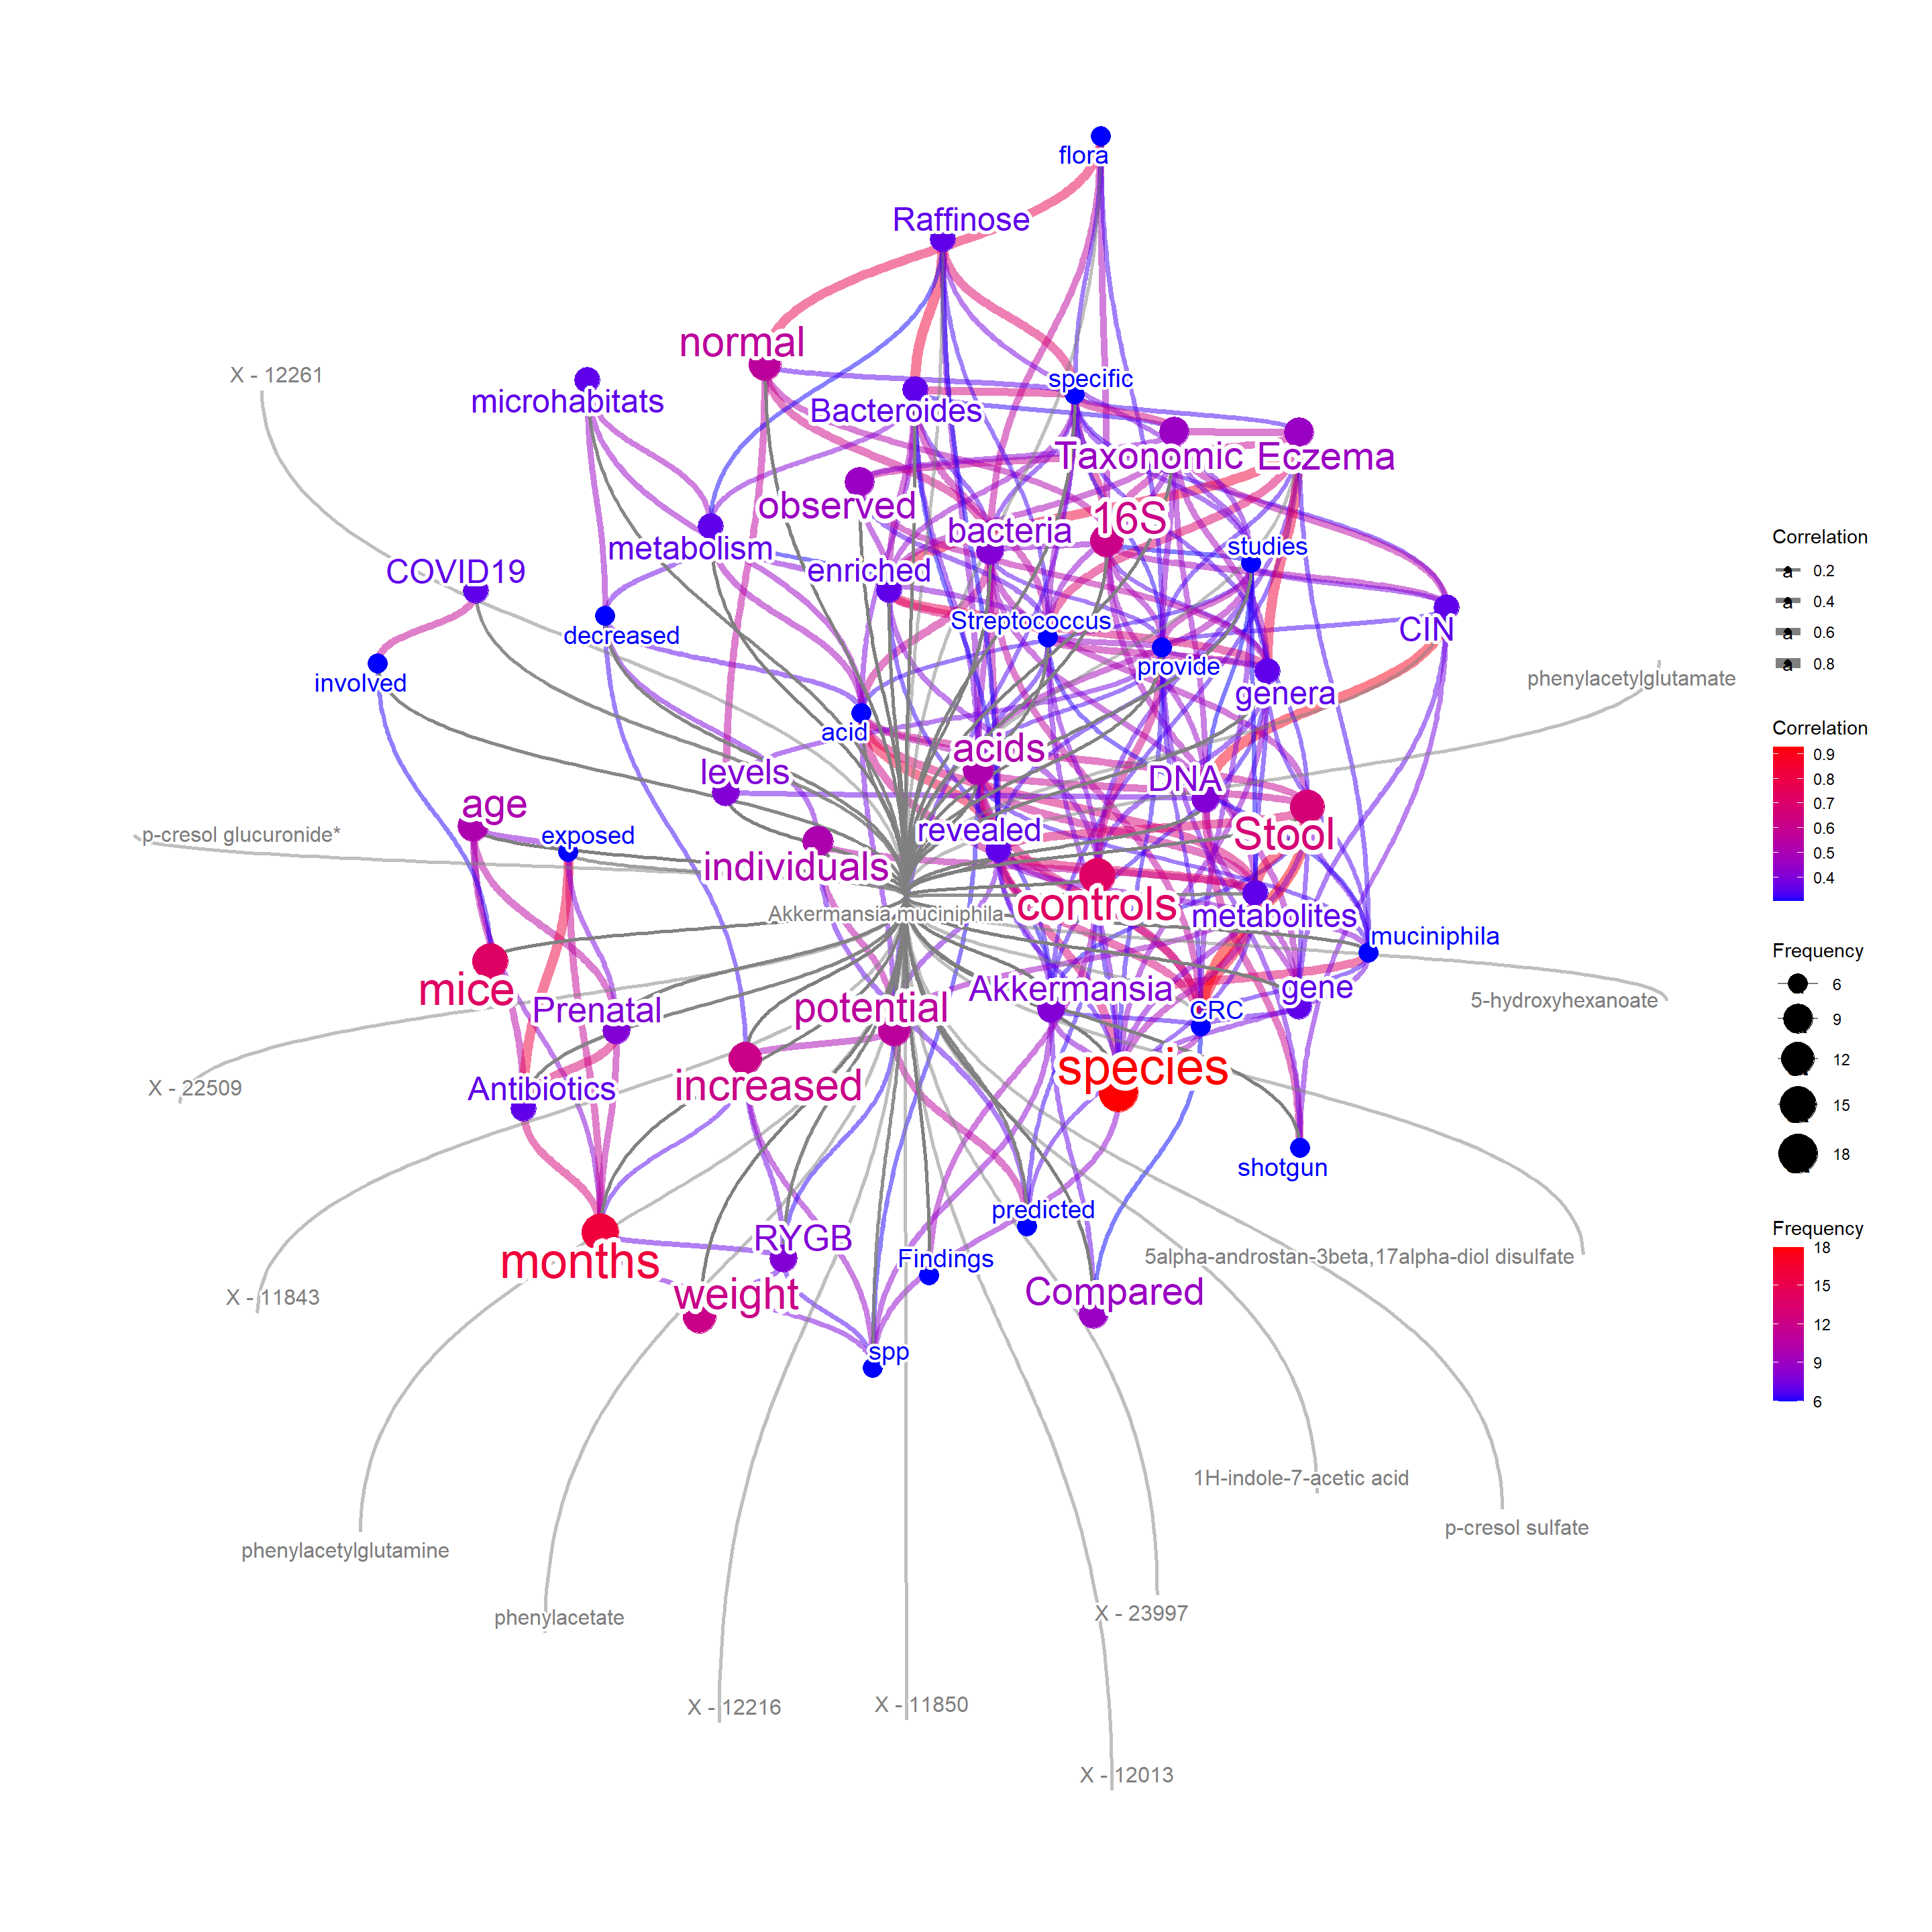 flora
Raffinose
normal
X - 12261
specific
microhabitats
Bacteroides
Taxonomic
Eczema
observed
16S
bacteria
metabolism
studies
COVID19
enriched
Streptococcus
decreased
CIN
provide
involved
phenylacetylglutamate
genera
acid
acids
levels
DNA
age
exposed
revealed
Stool
p-cresol glucuronide*
individuals
Akkermansia muciniphila
controls
metabolites
muciniphila
mice
Akkermansia
gene
5-hydroxyhexanoate
Prenatal
potential
CRC
species
X - 22509
Antibiotics
increased
shotgun
predicted
RYGB
months
Findings
5alpha-androstan-3beta,17alpha-diol disulfate
X - 11843
weight
Compared
spp
1H-indole-7-acetic acid
p-cresol sulfate
phenylacetylglutamine
phenylacetate
X - 23997
X - 12216
X - 11850
X - 12013
Correlation
a 0.2
a 0.4
a 0.6
a 0.8
Correlation
0.9
0.8
0.7
0.6
0.5
0.4
Frequency
6
9
12
15
18
Frequency
18
15
12
9
6